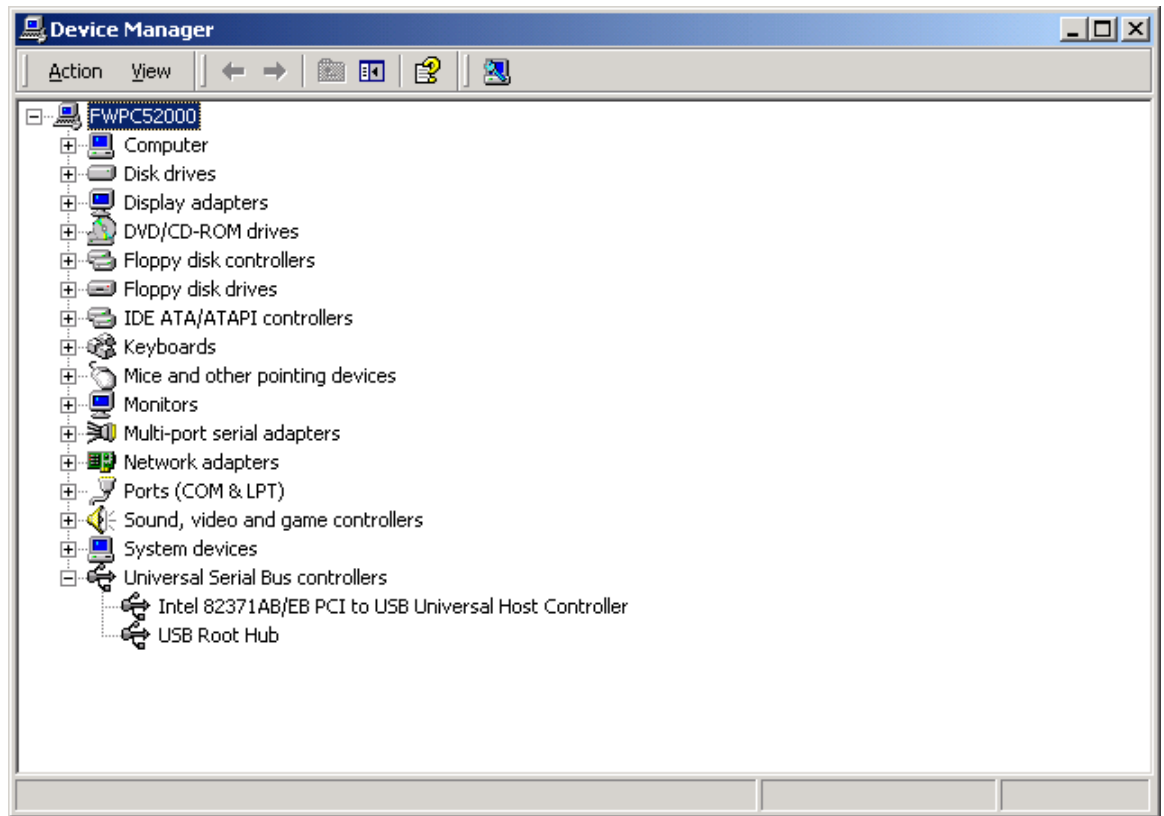 Device Manager
Action View
FWPC52000
Computer
Disk drives
Display adapters
DVD/CD-ROM drives
Floppy disk controllers
Floppy disk drives
IDE ATA/ATAPI controllers
Keyboards
Mice and other pointing devices
Monitors
Multi-port serial adapters
Network adapters
Ports (COM & LPT)
Sound, video and game controllers
System devices
Universal Serial Bus controllers
Intel 82371AB/EB PCI to USB Universal Host Controller
USB Root Hub